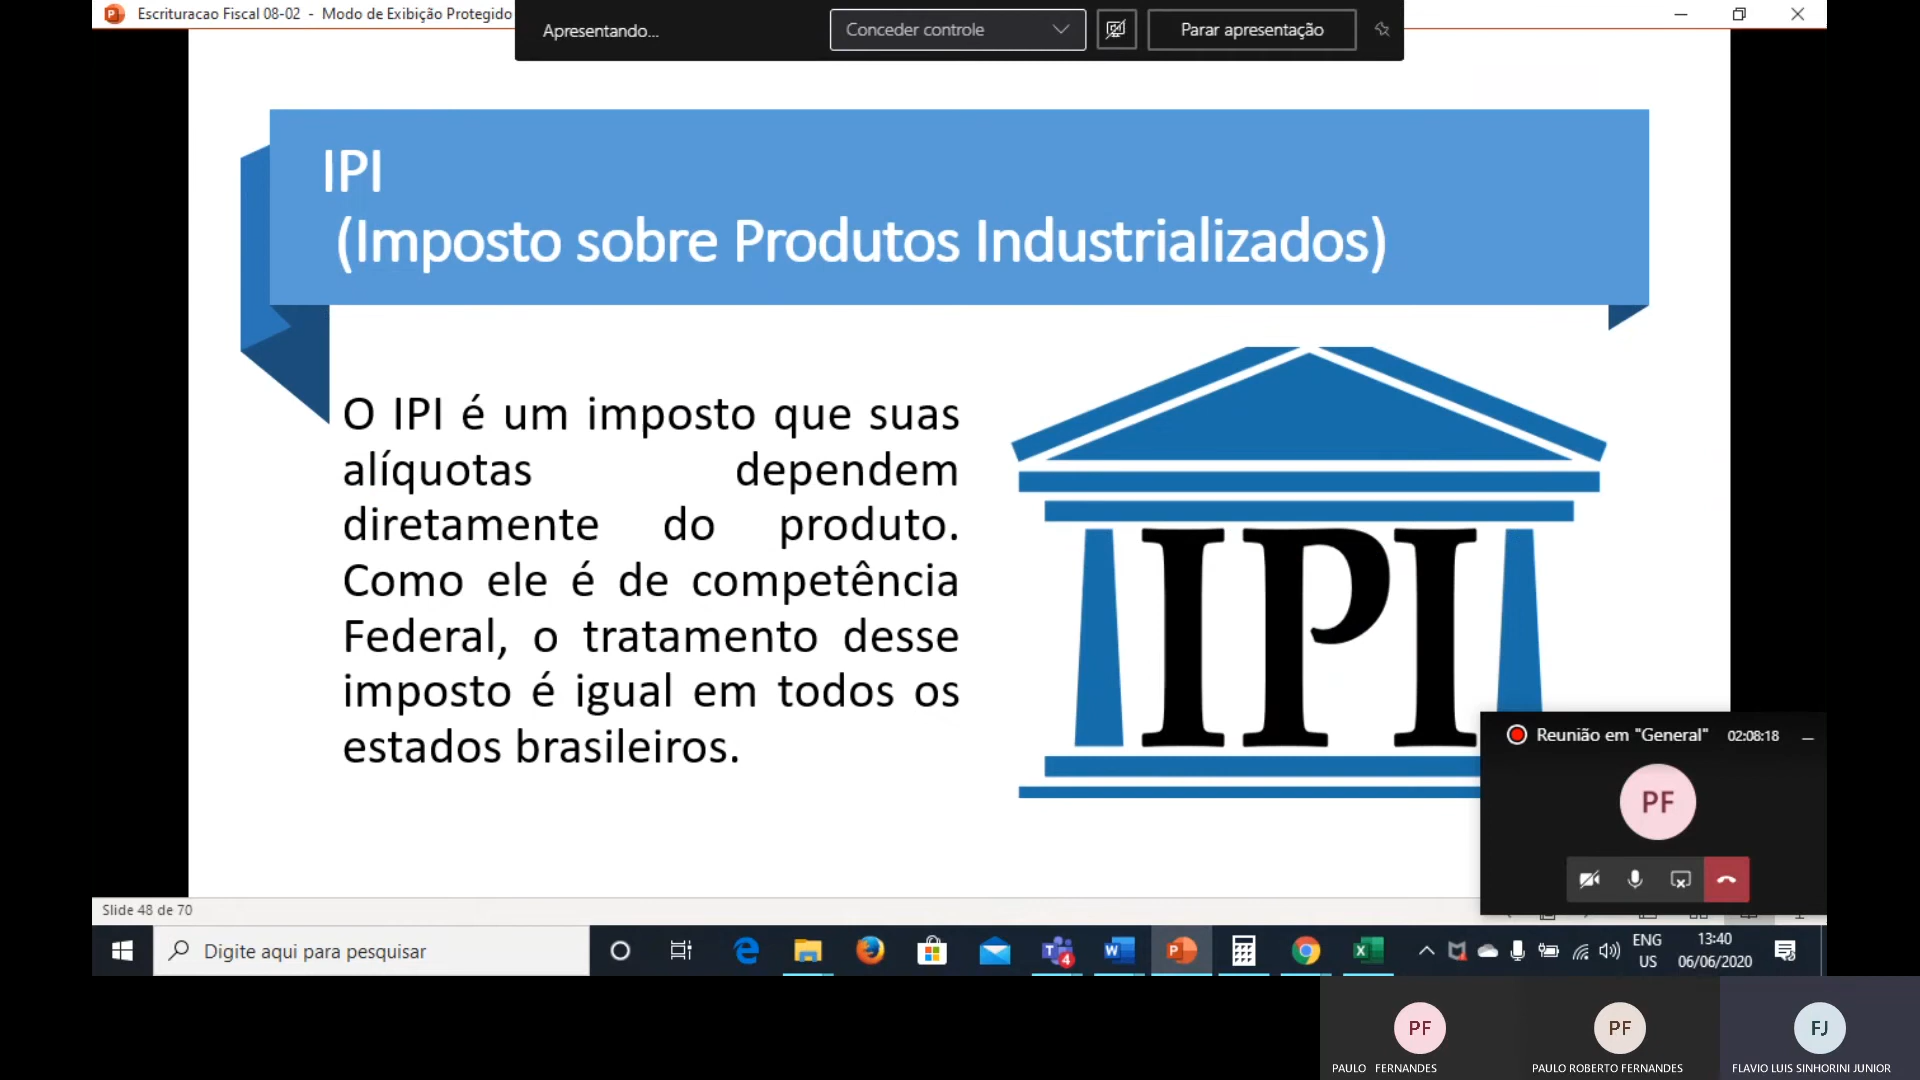 Escrituracao Fiscal 08-02 - Modo de Exibição Protegido
Apresentando...
Conceder controle
Parar apresentação
IPI
(Imposto sobre Produtos Industrializados)
O IPI é um imposto que suas
alíquotas dependem
diretamente do produto.
Como ele é de competência
Federal, o tratamento desse
imposto é igual em todos os
estados brasileiros.
IPI
Reunião em "General" 02:08:18
PF
Slide 48 de 70
Digite aqui para pesquisar
4
ENG
US
13:40
06/06/2020
PF
PAULO FERNANDES
PF
PAULO ROBERTO FERNANDES
FJ
FLAVIO LUIS SINHORINI JUNIOR